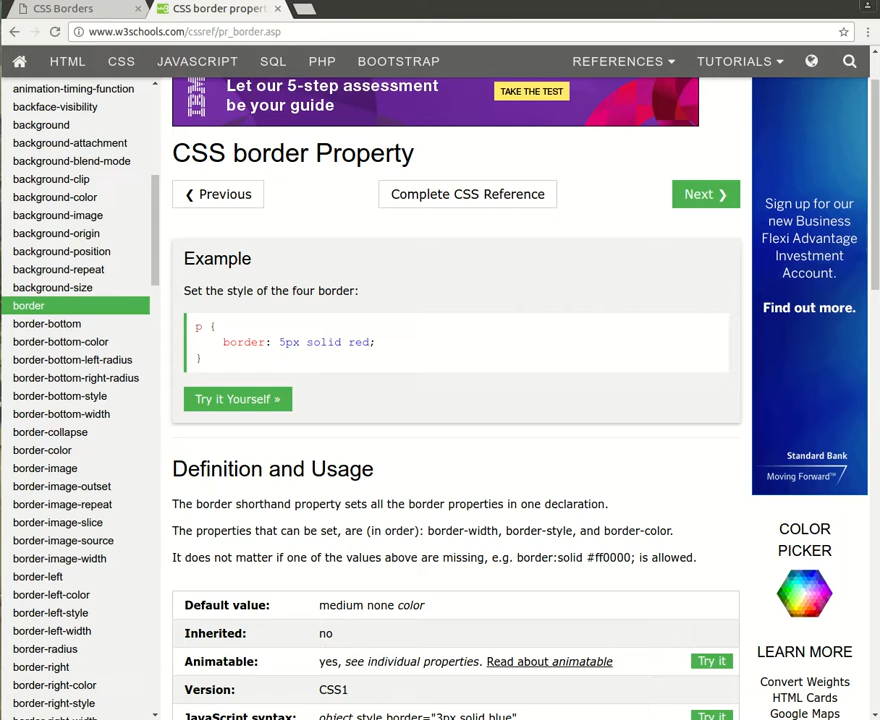 CSS Borders
CSS border propert
www.w3schools.com/cssref/pr_border.asp
HTML CSS JAVASCRIPT SQL PHP BOOTSTRAP REFERENCES TUTORIALS
animation-timing-function
backface-visibility
background
background-attachment
background-blend-mode
background-clip
background-color
background-image
background-origin
background-position
background-repeat
background-size
border
border-bottom
border-bottom-color
border-bottom-left-radius
border-bottom-right-radius
border-bottom-style
border-bottom-width
border-collapse
border-color
border-image
border-image-outset
border-image-repeat
border-image-slice
border-image-source
border-image-width
border-left
border-left-color
border-left-style
border-left-width
border-radius
border-right
border-right-color
border-right-style
border-right-width
IBM
Let our 5-step assessment
be your guide
TAKE THE TEST
CSS border Property
❮ Previous
Complete CSS Reference
Next ❯
Example
Set the style of the four border:
p {
border: 5px solid red;
}
Try it Yourself »
Definition and Usage
The border shorthand property sets all the border properties in one declaration.
The properties that can be set, are (in order): border-width, border-style, and border-color.
It does not matter if one of the values above are missing, e.g. border:solid #ff0000; is allowed.
Default value: medium none color
Inherited: no
Animatable: yes, see individual properties. Read about animatable Try it
Version: CSS1
JavaScript syntax: object.style.border="3px solid blue" Try it
Sign up for our
new Business
Flexi Advantage
Investment
Account.
Find out more.
Standard Bank
Moving Forward™
COLOR
PICKER
LEARN MORE
Convert Weights
HTML Cards
Google Maps